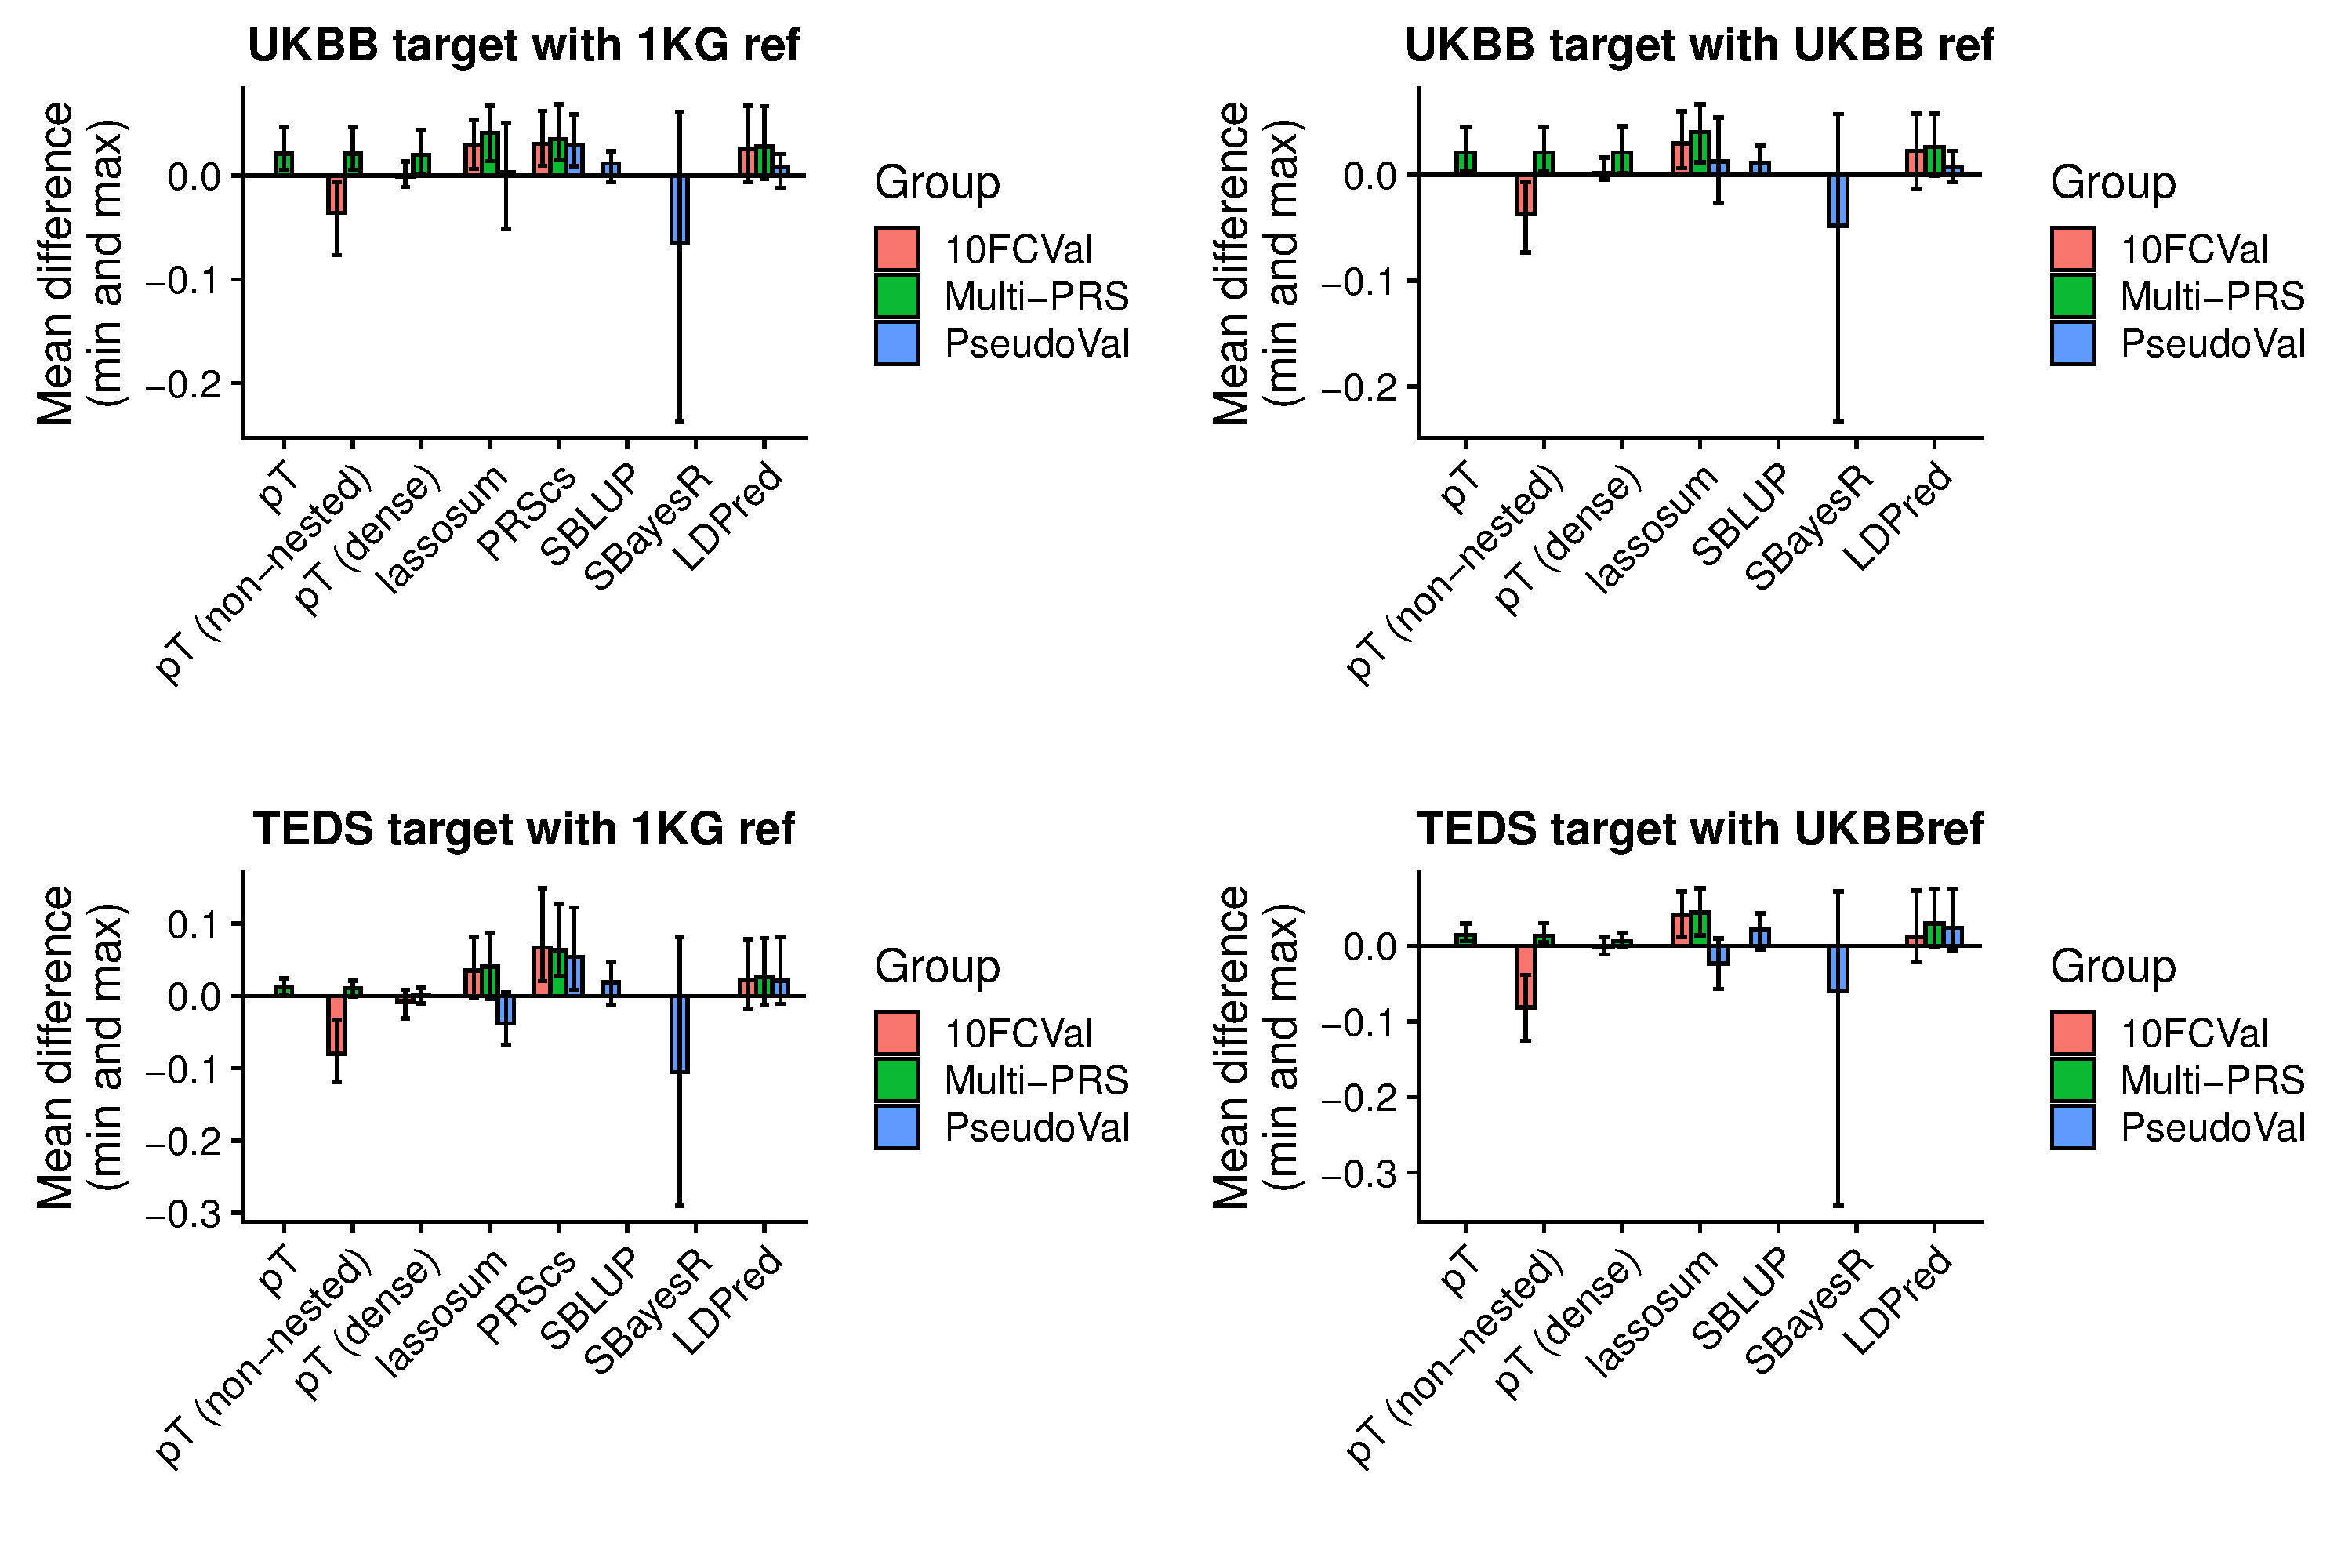 UKBB target with 1KG ref
Mean difference
(min and max)
0.0
−0.1
−0.2
pT
pT (non−nested)
pT (dense)
lassosum
PRScs
SBLUP
SBayesR
LDPred
Group
10FCVal
Multi−PRS
PseudoVal
UKBB target with UKBB ref
Mean difference
(min and max)
0.0
−0.1
−0.2
pT
pT (non−nested)
pT (dense)
lassosum
SBLUP
SBayesR
LDPred
Group
10FCVal
Multi−PRS
PseudoVal
TEDS target with 1KG ref
Mean difference
(min and max)
0.1
0.0
−0.1
−0.2
−0.3
pT
pT (non−nested)
pT (dense)
lassosum
PRScs
SBLUP
SBayesR
LDPred
Group
10FCVal
Multi−PRS
PseudoVal
TEDS target with UKBBref
Mean difference
(min and max)
0.0
−0.1
−0.2
−0.3
pT
pT (non−nested)
pT (dense)
lassosum
SBLUP
SBayesR
LDPred
Group
10FCVal
Multi−PRS
PseudoVal